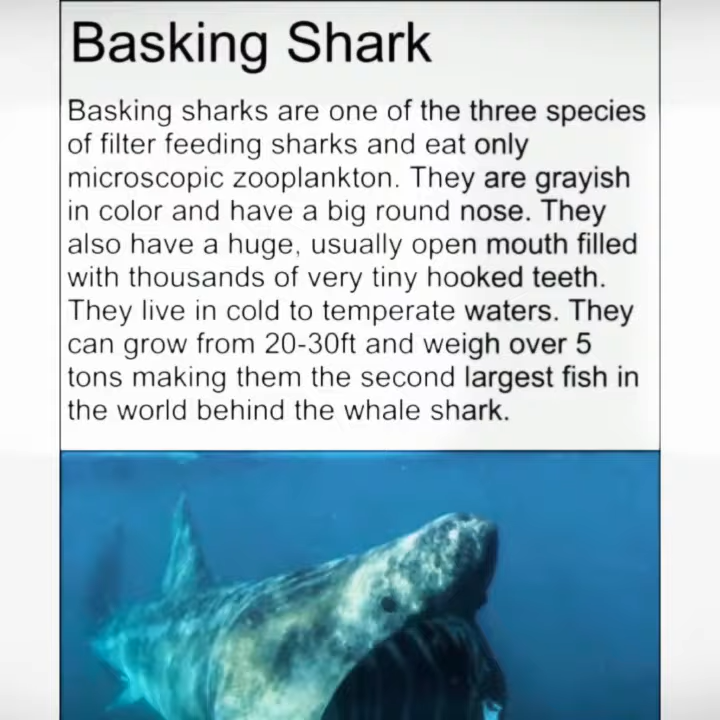 Basking Shark
Basking sharks are one of the three species
of filter feeding sharks and eat only
microscopic zooplankton. They are grayish
in color and have a big round nose. They
also have a huge, usually open mouth filled
with thousands of very tiny hooked teeth.
They live in cold to temperate waters. They
can grow from 20-30ft and weigh over 5
tons making them the second largest fish in
the world behind the whale shark.